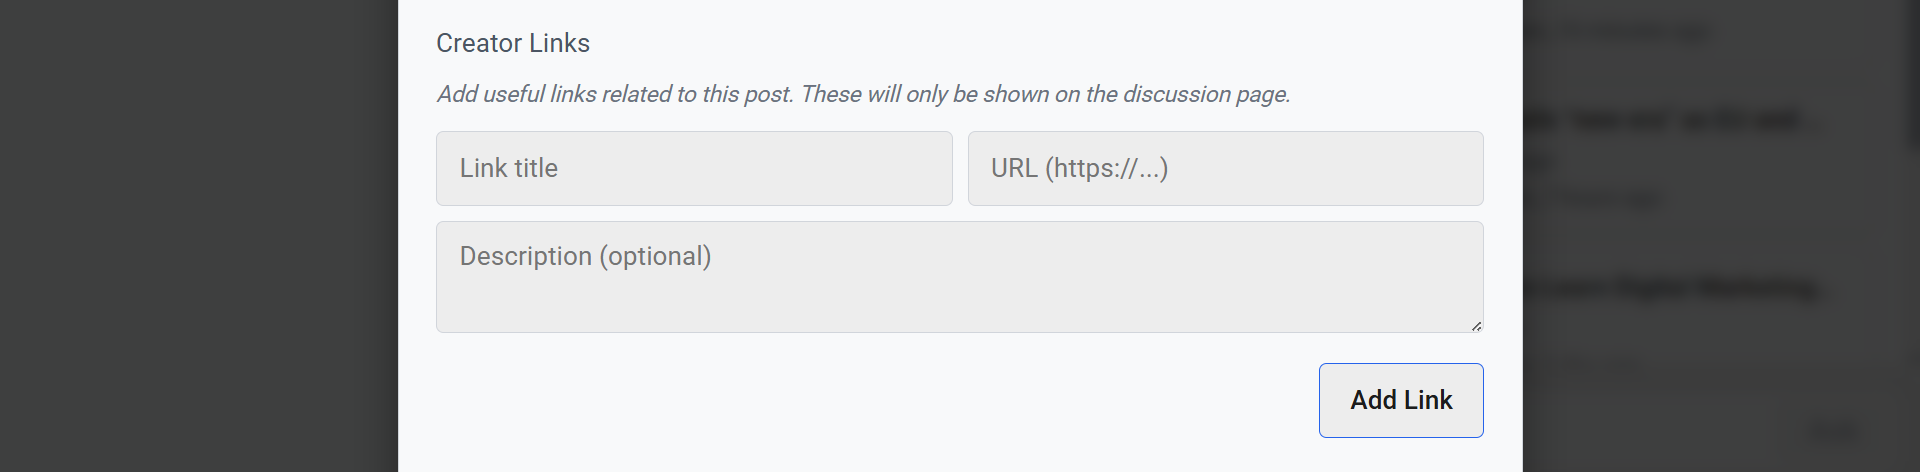 Creator Links
Add useful links related to this post. These will only be shown on the discussion page.
Link title
URL (https://...)
Description (optional)
Add Link